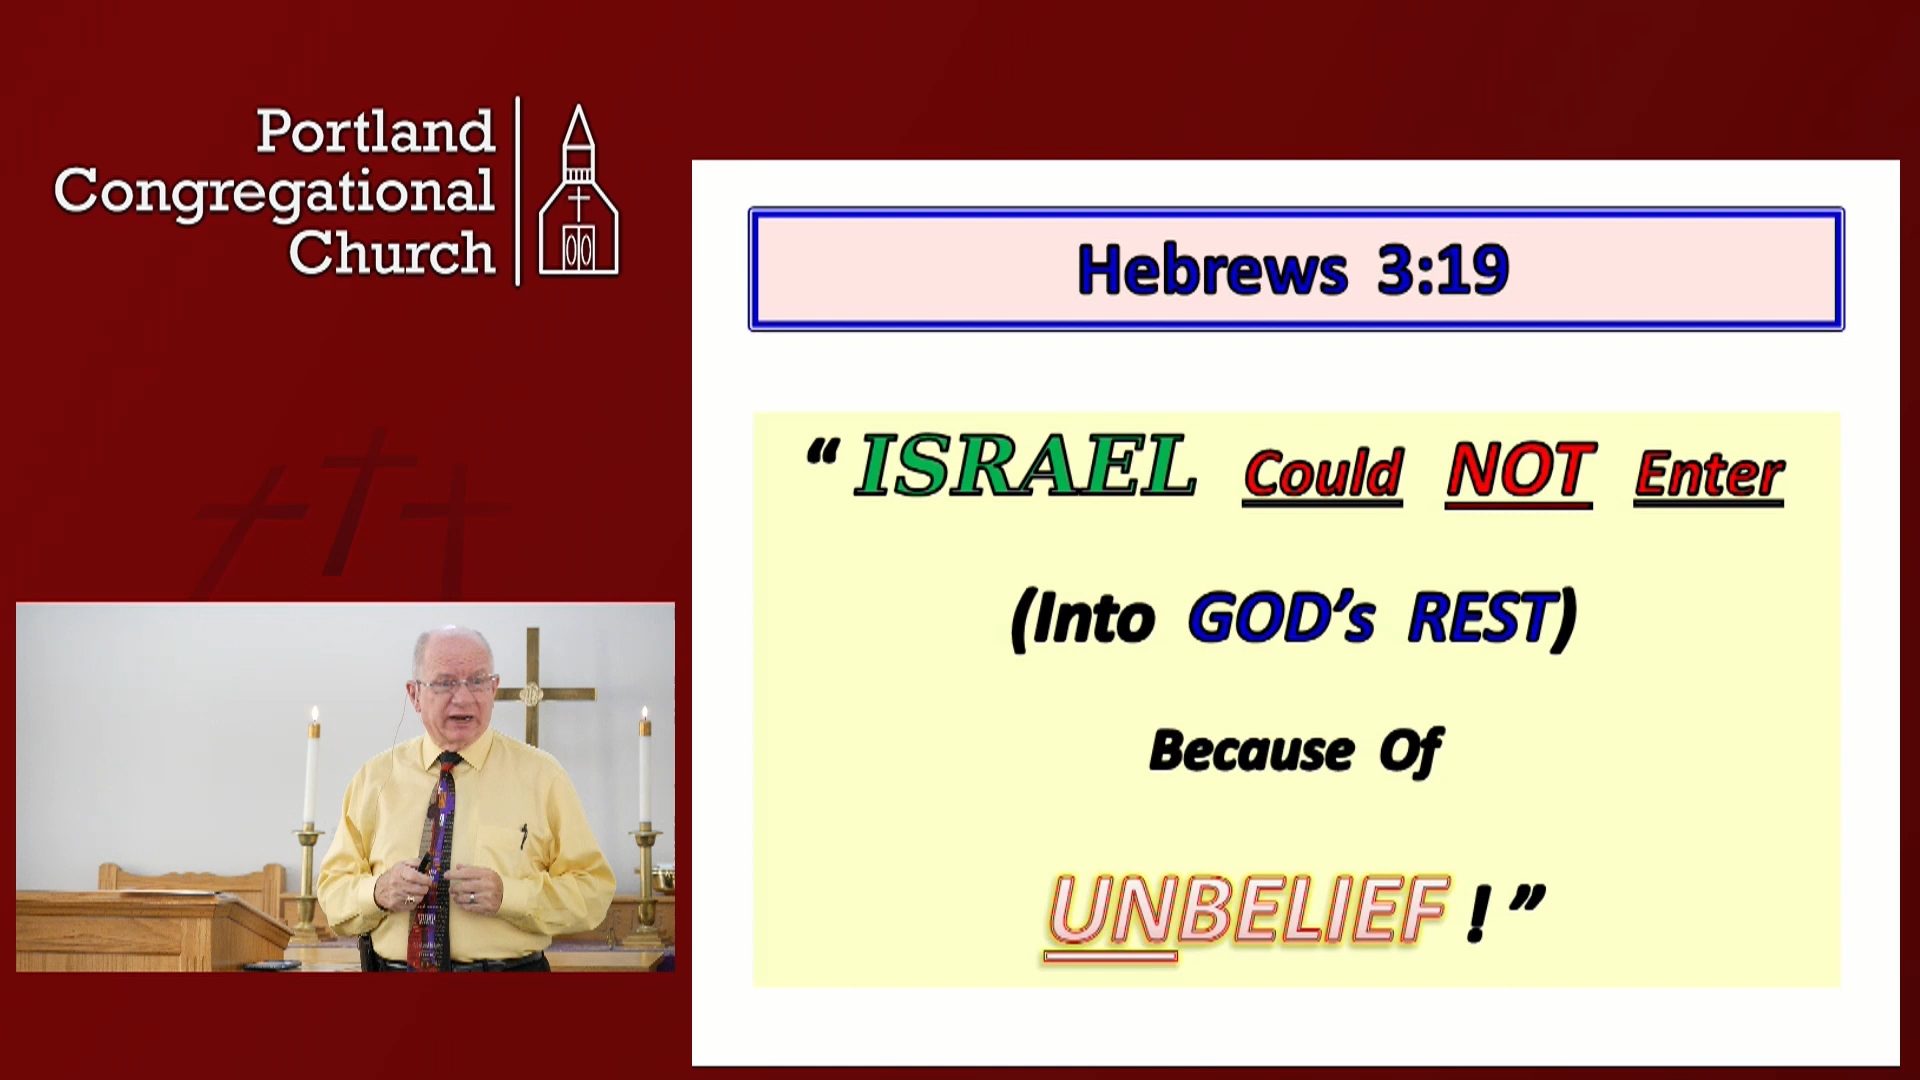 Portland
Congregational
Church
Hebrews 3:19
“ ISRAEL Could NOT Enter
(Into GOD’s REST)
Because Of
UNBELIEF ! ”